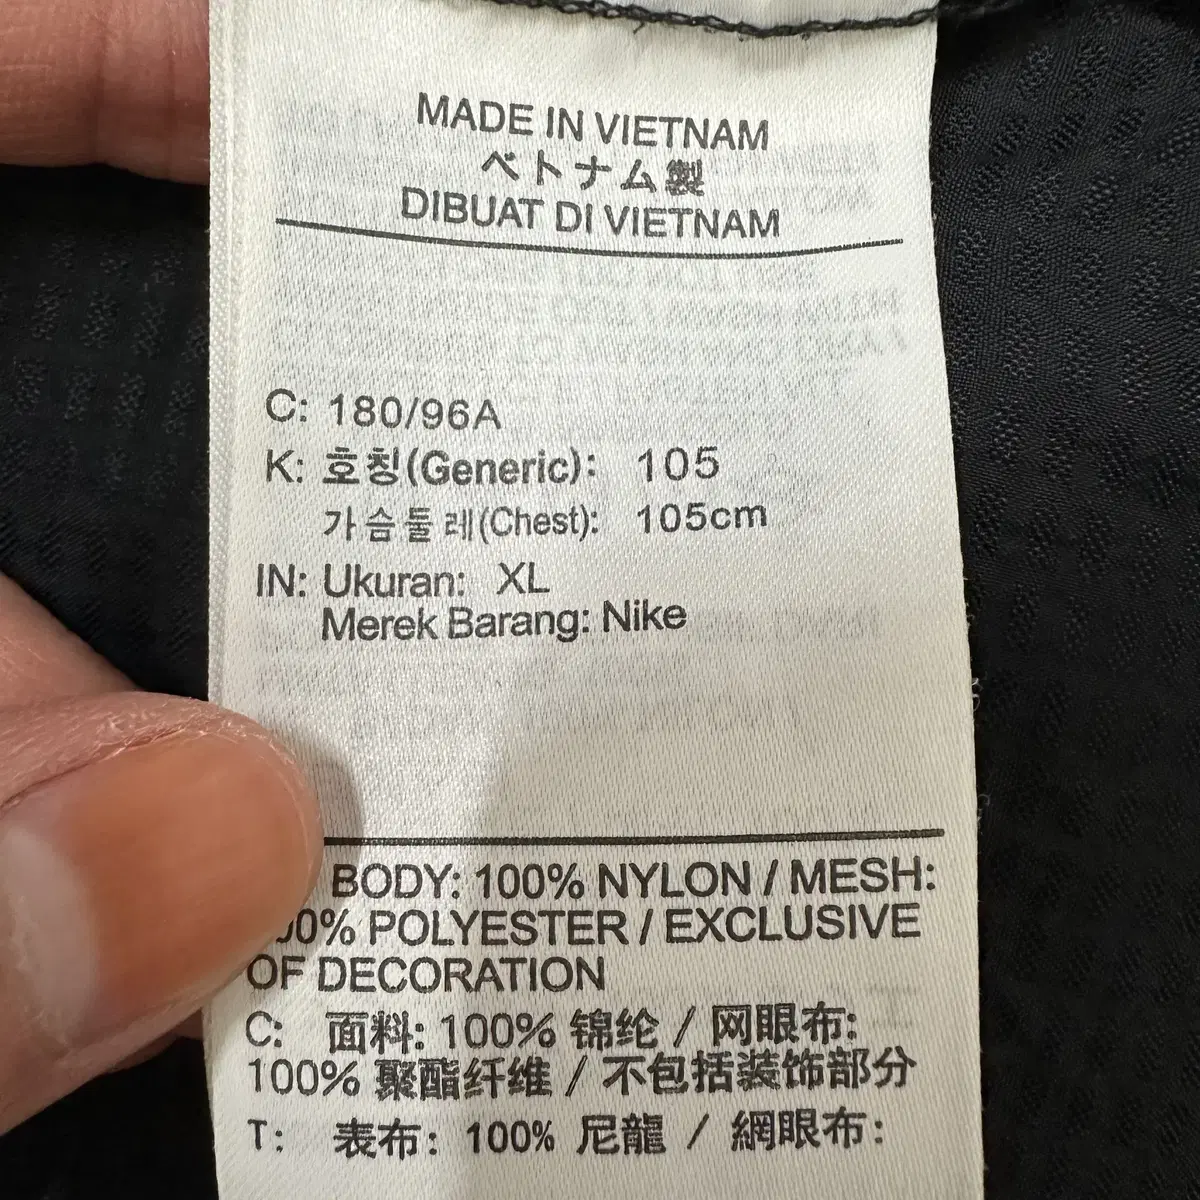 MADE IN VIETNAM
ベトナム製
DIBUAT DI VIETNAM
C: 180/96A
K: 호칭(Generic): 105
가슴둘레(Chest): 105cm
IN: Ukuran: XL
Merek Barang: Nike
BODY: 100% NYLON / MESH:
00% POLYESTER / EXCLUSIVE
OF DECORATION
C: 面料: 100% 锦纶 / 网眼布:
100% 聚酯纤维 / 不包括装饰部分
T: 表布: 100% 尼龍 / 網眼布: